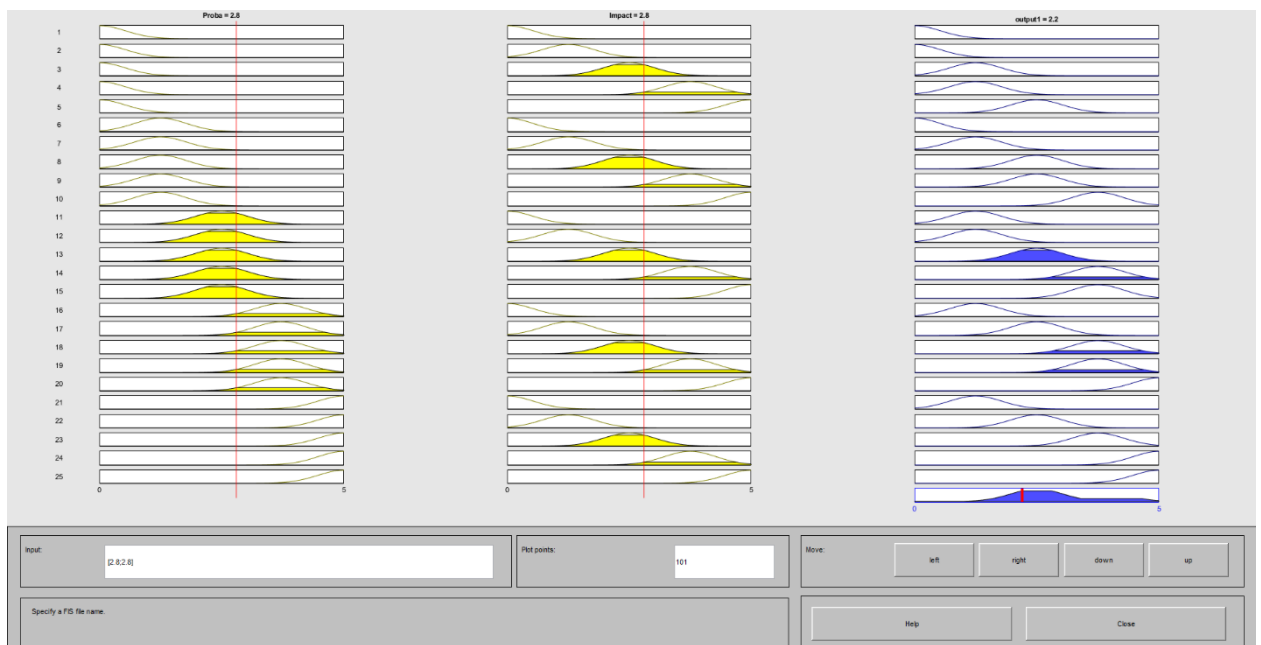 Proba = 2.8
Impact = 2.8
output1 = 2.2
1
2
3
4
5
6
7
8
9
10
11
12
13
14
15
16
17
18
19
20
21
22
23
24
25
0 5
0 5
0 5
Input:
[2.8;2.8]
Plot points:
101
Move:
left
right
down
up
Specify a FIS file name.
Help
Close